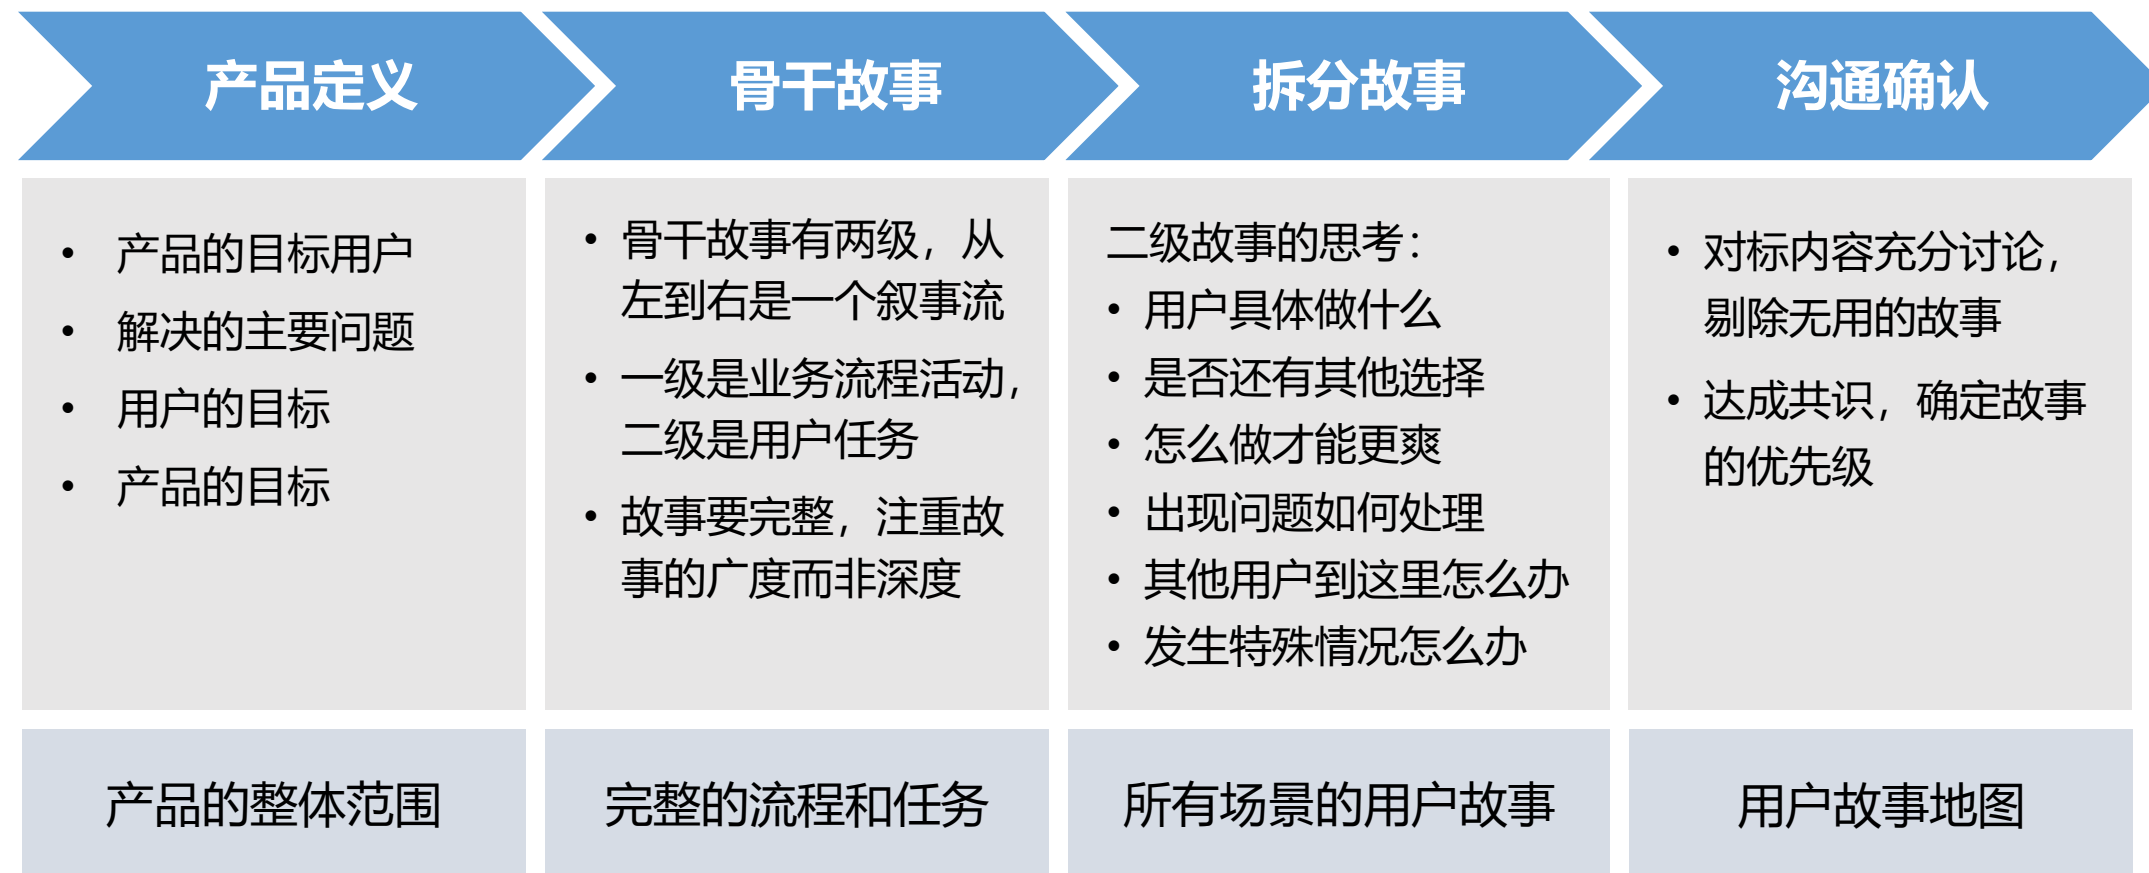 产品定义
骨干故事
拆分故事
沟通确认
• 产品的目标用户
• 解决的主要问题
• 用户的目标
• 产品的目标
• 骨干故事有两级，从
左到右是一个叙事流
• 一级是业务流程活动，
二级是用户任务
• 故事要完整，注重故
事的广度而非深度
二级故事的思考：
• 用户具体做什么
• 是否还有其他选择
• 怎么做才能更爽
• 出现问题如何处理
• 其他用户到这里怎么办
• 发生特殊情况怎么办
• 对标内容充分讨论，
剔除无用的故事
• 达成共识，确定故事
的优先级
产品的整体范围
完整的流程和任务
所有场景的用户故事
用户故事地图